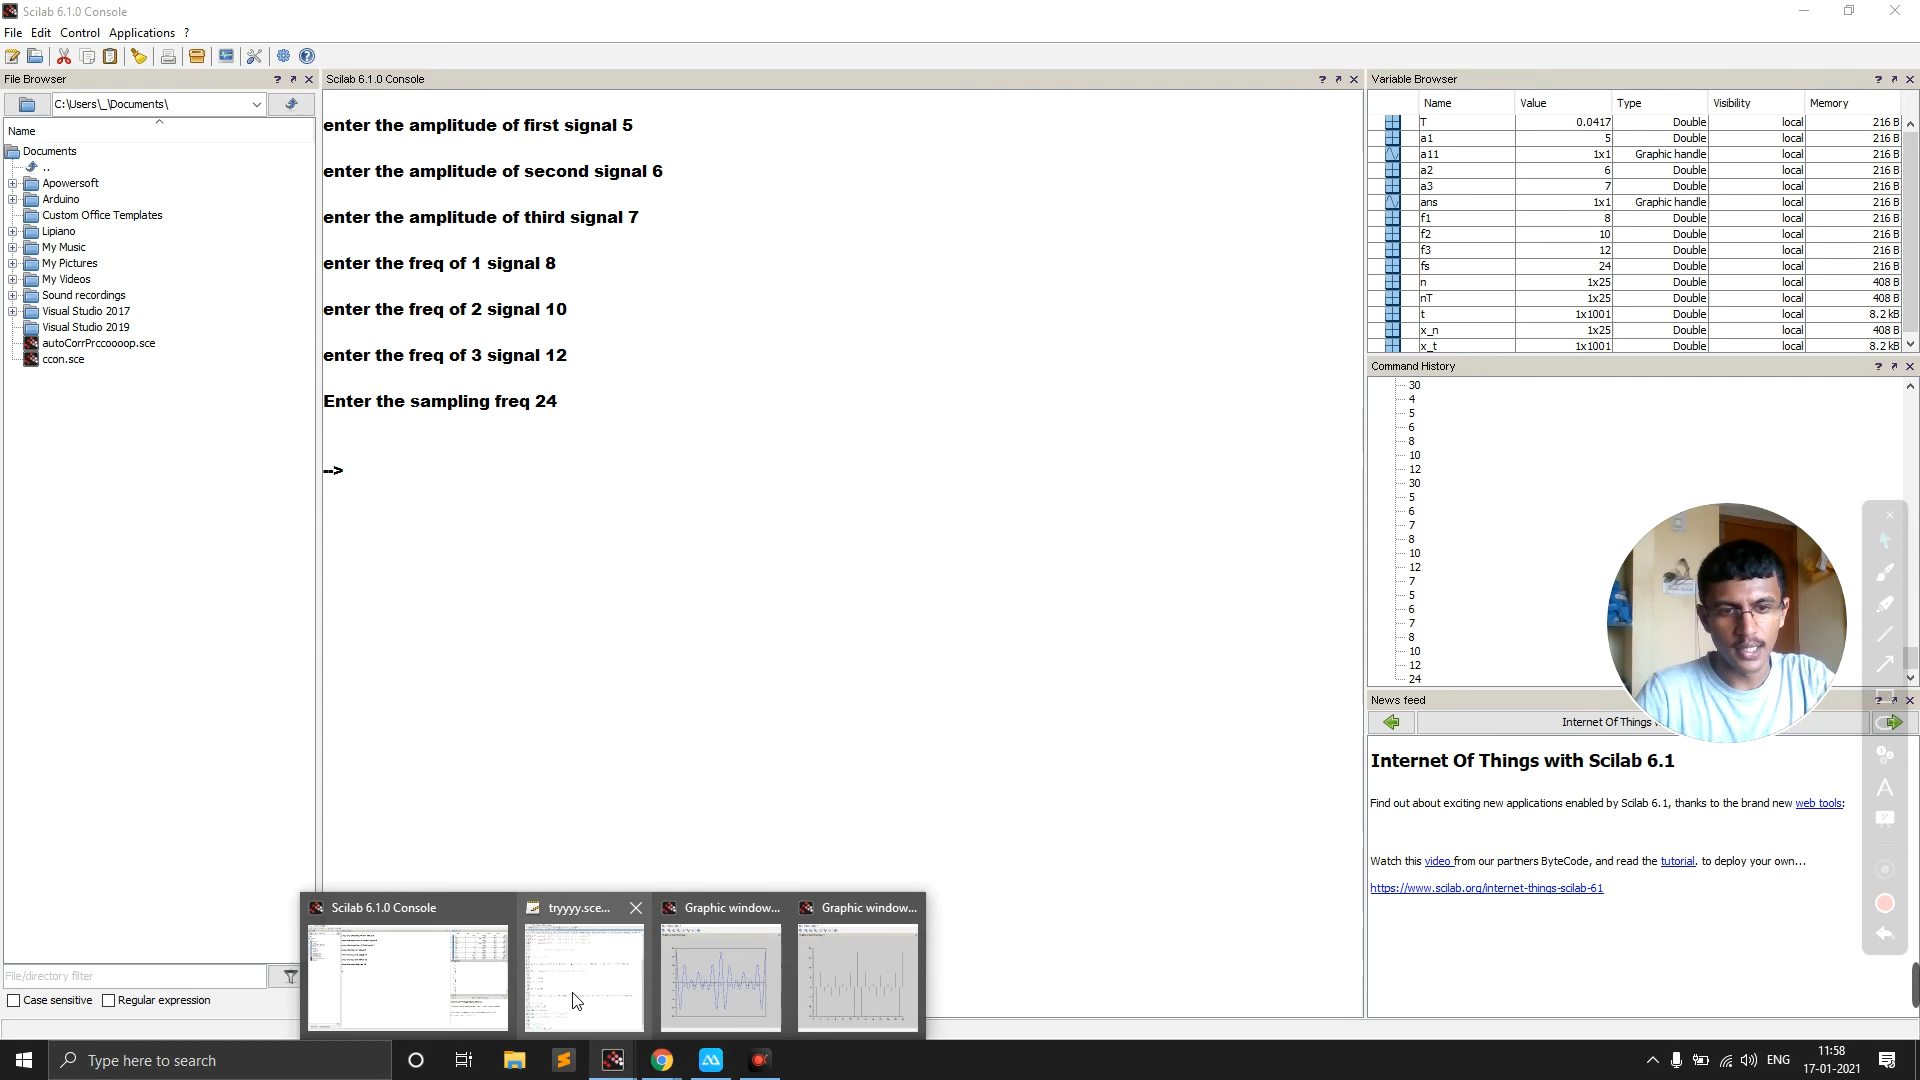 Scilab 6.1.0 Console
File Edit Control Applications ?
File Browser
? ↗ ×
C:\Users\_\Documents\
Name
Documents
..
Apowersoft
Arduino
Custom Office Templates
Lipiano
My Music
My Pictures
My Videos
Sound recordings
Visual Studio 2017
Visual Studio 2019
autoCorrPrccoooop.sce
ccon.sce
File/directory filter
Case sensitive Regular expression
Scilab 6.1.0 Console
enter the amplitude of first signal 5
enter the amplitude of second signal 6
enter the amplitude of third signal 7
enter the freq of 1 signal 8
enter the freq of 2 signal 10
enter the freq of 3 signal 12
Enter the sampling freq 24
-->
Variable Browser
Name Value Type Visibility Memory
T 0.0417 Double local 216 B
a1 5 Double local 216 B
a11 1x1 Graphic handle local 216 B
a2 6 Double local 216 B
a3 7 Double local 216 B
ans 1x1 Graphic handle local 216 B
f1 8 Double local 216 B
f2 10 Double local 216 B
f3 12 Double local 216 B
fs 24 Double local 216 B
n 1x25 Double local 408 B
nT 1x25 Double local 408 B
t 1x1001 Double local 8.2 kB
x_n 1x25 Double local 408 B
x_t 1x1001 Double local 8.2 kB
Command History
30
4
5
6
8
10
12
30
5
6
7
8
10
12
7
5
6
7
8
10
12
24
News feed
Internet Of Things
Internet Of Things with Scilab 6.1
Find out about exciting new applications enabled by Scilab 6.1, thanks to the brand new web tools:
Watch this video from our partners ByteCode, and read the tutorial. to deploy your own...
https://www.scilab.org/internet-things-scilab-61
Scilab 6.1.0 Console
tryyyy.sce...
Graphic window...
Graphic window...
Type here to search
ENG
11:58
17-01-2021